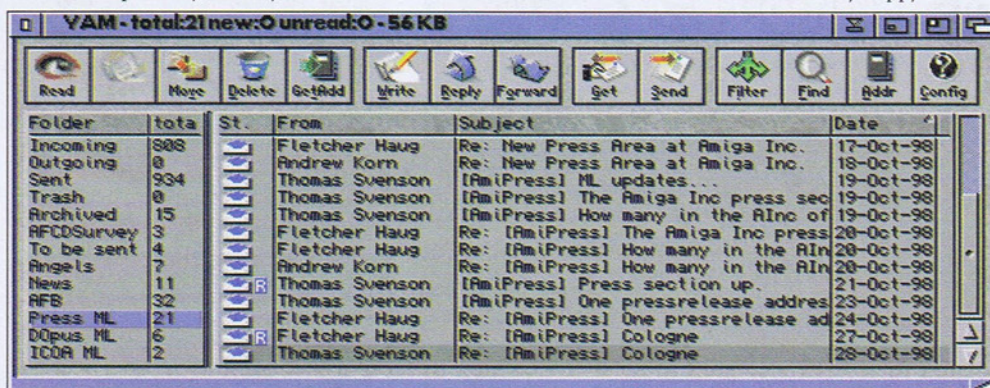 YAM - total:21 new:0 unread:0 - 56 KB
Read Move Delete GetAdd Write Reply Forward Get Send Filter Find Addr Config
Folder tota St. From Subject Date
Incoming 808 Fletcher Haug Re: New Press Area at Amiga Inc. 17-Oct-98
Outgoing 0 Andrew Korn Re: New Press Area at Amiga Inc. 18-Oct-98
Sent 934 Thomas Svenson [AmiPress] ML updates... 19-Oct-98
Trash 0 Thomas Svenson [AmiPress] The Amiga Inc press sec 19-Oct-98
Archived 15 Thomas Svenson [AmiPress] How many in the AInc of 19-Oct-98
AFCDSurvey 3 Fletcher Haug Re: [AmiPress] The Amiga Inc press 20-Oct-98
To be sent 4 Fletcher Haug Re: [AmiPress] How many in the AIn 20-Oct-98
Angels 7 Andrew Korn Re: [AmiPress] How many in the AIn 20-Oct-98
News 11 R Thomas Svenson [AmiPress] Press section up. 21-Oct-98
AFB 32 Thomas Svenson [AmiPress] One pressrelease addres 23-Oct-98
Press ML 21 Fletcher Haug Re: [AmiPress] One pressrelease ad 24-Oct-98
DOpus ML 6 R Fletcher Haug Re: [AmiPress] Cologne 27-Oct-98
ICOA ML 2 Thomas Svenson Re: [AmiPress] Cologne 28-Oct-98